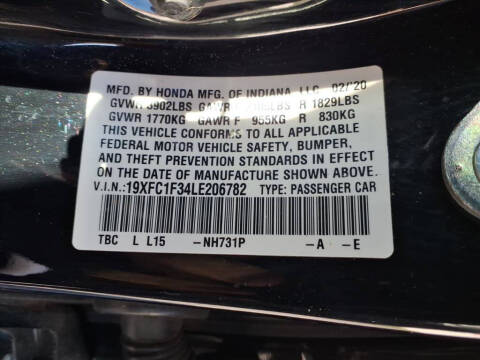 MFD. BY HONDA MFG. OF INDIANA, LLC 02/'20
GVWR 3902LBS GAWR F 2105LBS R 1829LBS
GVWR 1770KG GAWR F 955KG R 830KG
THIS VEHICLE CONFORMS TO ALL APPLICABLE
FEDERAL MOTOR VEHICLE SAFETY, BUMPER,
AND THEFT PREVENTION STANDARDS IN EFFECT
ON THE DATE OF MANUFACTURE SHOWN ABOVE.
V.I.N.:19XFC1F34LE206782 TYPE: PASSENGER CAR
TBC L L15 -NH731P -A -E